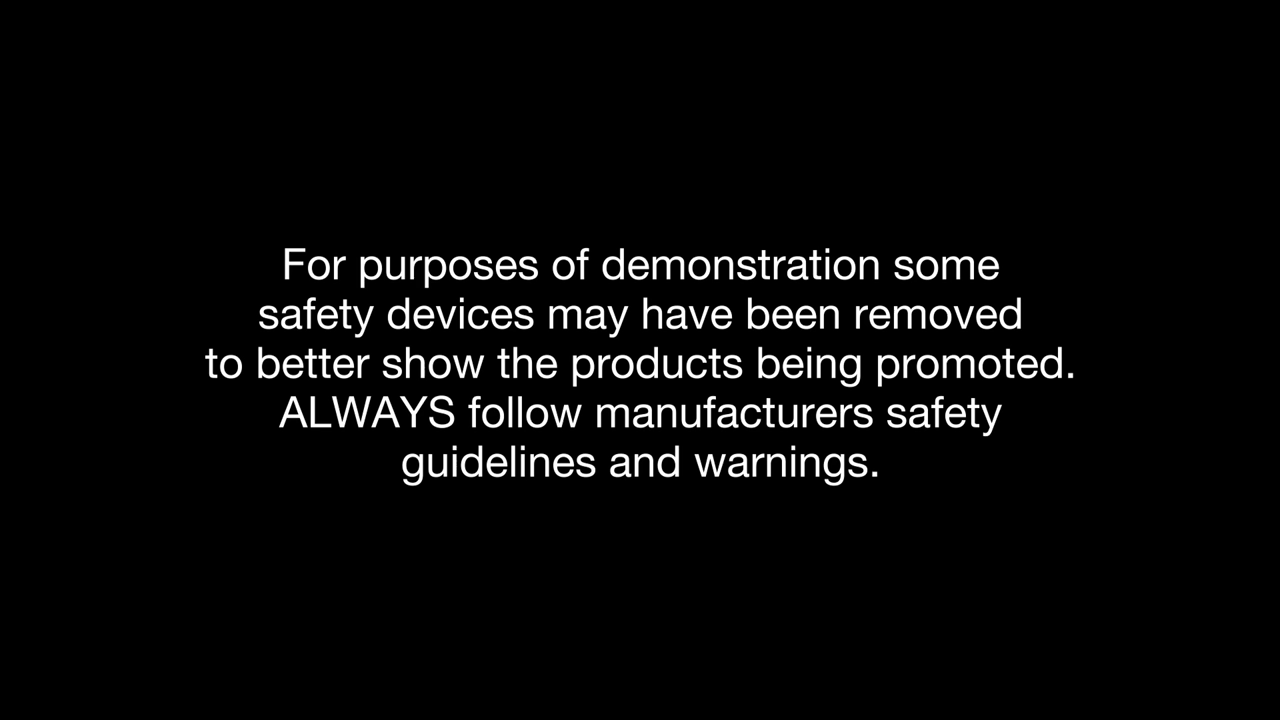 For purposes of demonstration some
safety devices may have been removed
to better show the products being promoted.
ALWAYS follow manufacturers safety
guidelines and warnings.